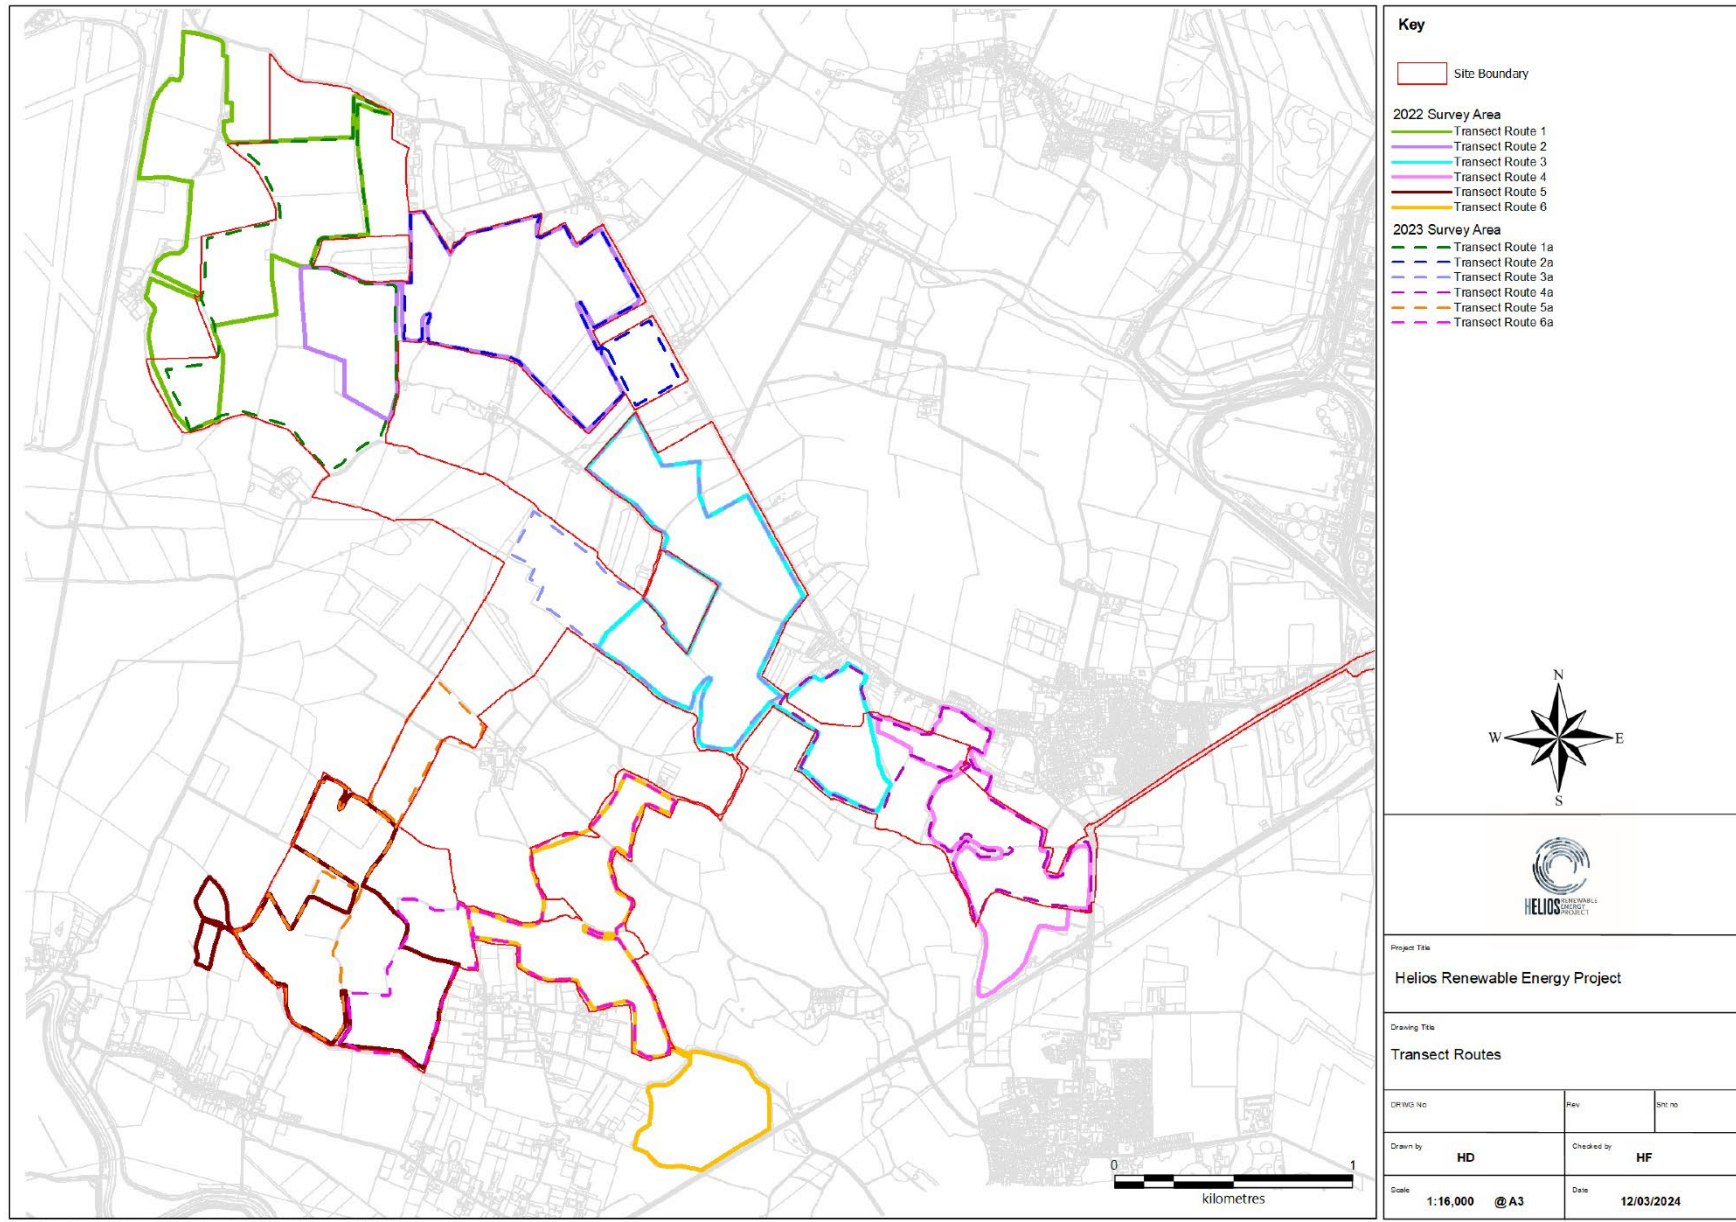 Key
Site Boundary
2022 Survey Area
Transect Route 1
Transect Route 2
Transect Route 3
Transect Route 4
Transect Route 5
Transect Route 6
2023 Survey Area
Transect Route 1a
Transect Route 2a
Transect Route 3a
Transect Route 4a
Transect Route 5a
Transect Route 6a
N
W E
S
HELIOS RENEWABLE
ENERGY
PROJECT
Project Title
Helios Renewable Energy Project
Drawing Title
Transect Routes
DRWG No Rev Sht no
Drawn by Checked by
HD HF
Scale Date
1:16,000 @ A3 12/03/2024
0 1
kilometres